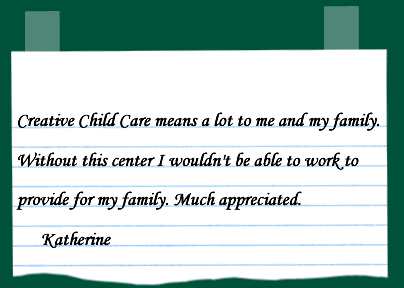 Creative Child Care means a lot to me and my family.
Without this center I wouldn't be able to work to
provide for my family. Much appreciated.
Katherine